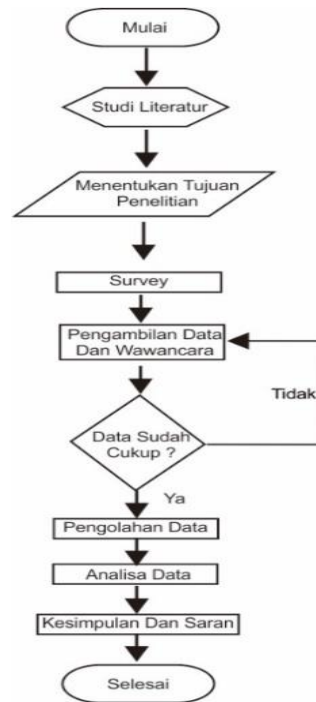 Mulai
Studi Literatur
Menentukan Tujuan
Penelitian
Survey
Pengambilan Data
Dan Wawancara
Tidak
Data Sudah
Cukup ?
Ya
Pengolahan Data
Analisa Data
Kesimpulan Dan Saran
Selesai